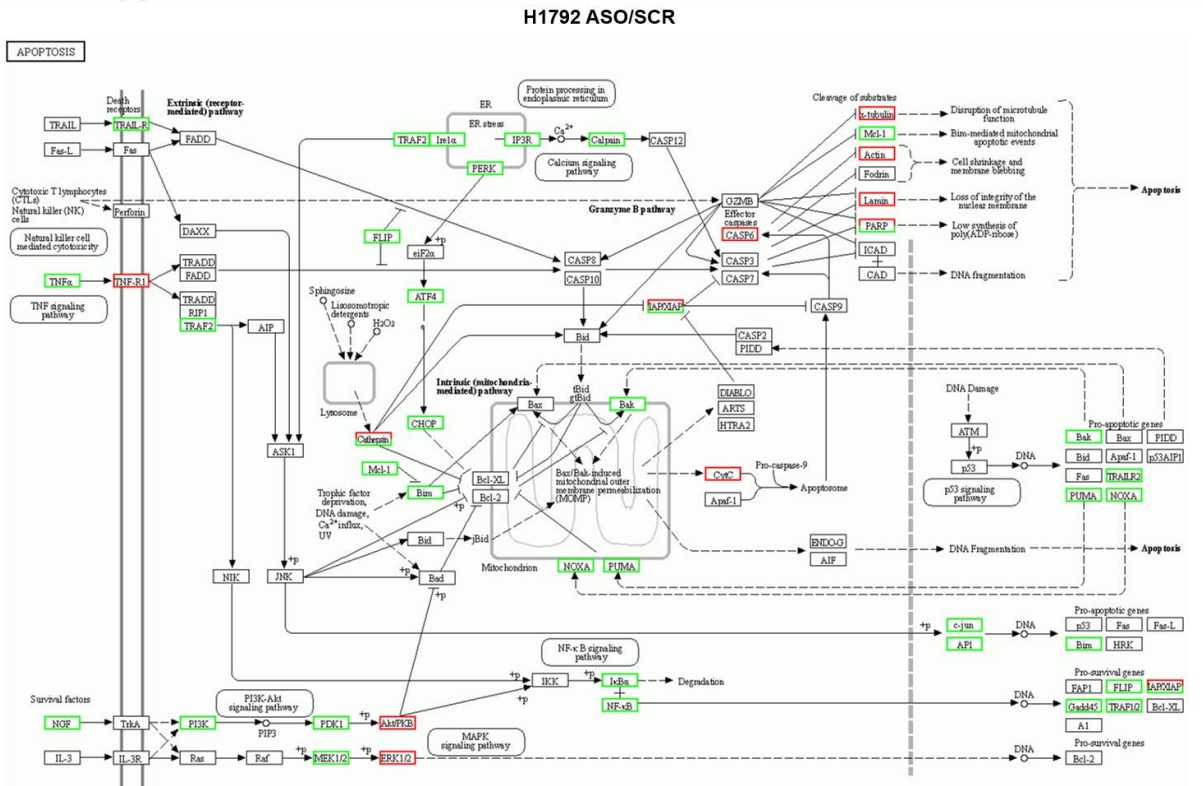 H1792 ASO/SCR
APOPTOSIS
Death
receptors
Extrinsic (receptor-
mediated) pathway
TRAIL
TRAIL-R
FADD
Fas-L
Fas
Cytotoxic T lymphocytes
(CTLs)
Natural killer (NK)
cells
Perforin
DAXX
Natural killer cell
mediated cytotoxicity
TNFα
TNF-R1
TRADD
FADD
TRADD
RIP1
TRAF2
TNF signaling
pathway
AIP
ASK1
NIK
JNK
+p
ER
ER stress
TRAF2
Ire1α
IP3R
PERK
Ca2+
Calpain
CASP12
Protein processing in
endoplasmic reticulum
Calcium signaling
pathway
Granzyme B pathway
FLIP
+p
eiF2α
ATF4
CHOP
Sphingosine
Lisosomotropic
detergents
H2O2
Lysosome
Cathepsin
Intrinsic (mitochondria-
mediated) pathway
CASP8
CASP10
Bid
tBid
gtBid
Bax
Bak
Mcl-1
Bim
Trophic factor
deprivation,
DNA damage,
Ca2+ influx,
UV
Bcl-XL
Bcl-2
+p
Bax/Bak-induced
mitochondrial outer
membrane permeabilization
(MOMP)
Bid
jBid
+p
Bad
+p
Mitochondrion
NOXA
PUMA
GZMB
Effector
caspases
CASP6
CASP3
CASP7
CASP9
CASP2
PIDD
DIABLO
ARTS
HTRA2
CytC
Pro-caspase-9
Apaf-1
Apoptosome
ENDO-G
AIF
DNA Fragmentation
Apoptosis
Cleavage of substrates
Mcl-1
Actin
Fodrin
Lamin
PARP
ICAD
CAD
Disruption of microtubule
function
Bim-mediated mitochondrial
apoptotic events
Cell shrinkage and
membrane blebbing
Loss of integrity of the
nuclear membrane
Low synthesis of
poly(ADP-ribose)
DNA fragmentation
Apoptosis
DNA Damage
ATM
+p
p53
DNA
p53 signaling
pathway
Pro-apoptotic genes
Bak
Bax
PIDD
Bid
Apaf-1
p53AIP1
Fas
TRAILR2
PUMA
NOXA
+p
c-jun
AP1
DNA
Pro-apoptotic genes
p53
Fas
Fas-L
Bim
HRK
NF-κB signaling
pathway
IKK
+p
+p
IκBα
NF-κB
Degradation
DNA
Pro-survival genes
FAP1
FLIP
Gadd45
TRAF1/2
Bcl-XL
A1
Survival factors
PI3K-Akt
signaling pathway
NGF
TrkA
PI3K
PIP3
PDK1
+p
Akt/PKB
MAPK
signaling pathway
IL-3
IL-3R
Ras
Raf
+p
MEK1/2
+p
ERK1/2
DNA
Pro-survival genes
Bcl-2